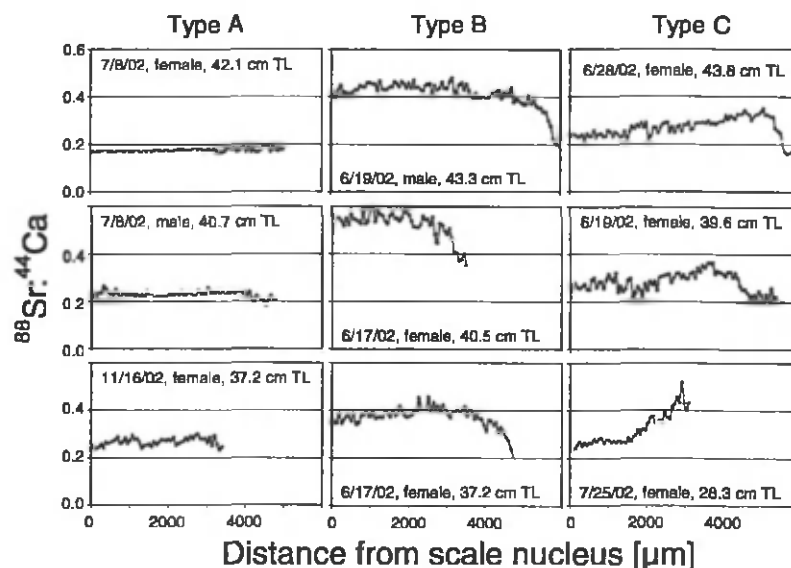 Type A Type B Type C
7/8/02, female, 42.1 cm TL
6/19/02, male, 43.3 cm TL
6/28/02, female, 43.8 cm TL
7/8/02, male, 40.7 cm TL
6/17/02, female, 40.5 cm TL
6/19/02, female, 39.6 cm TL
11/16/02, female, 37.2 cm TL
6/17/02, female, 37.2 cm TL
7/25/02, female, 28.3 cm TL
0.6
0.4
0.2
0.0
0.4
0.2
0.0
0.4
0.2
0.0
88Sr:44Ca
0 2000 4000 0 2000 4000 0 2000 4000
Distance from scale nucleus [µm]